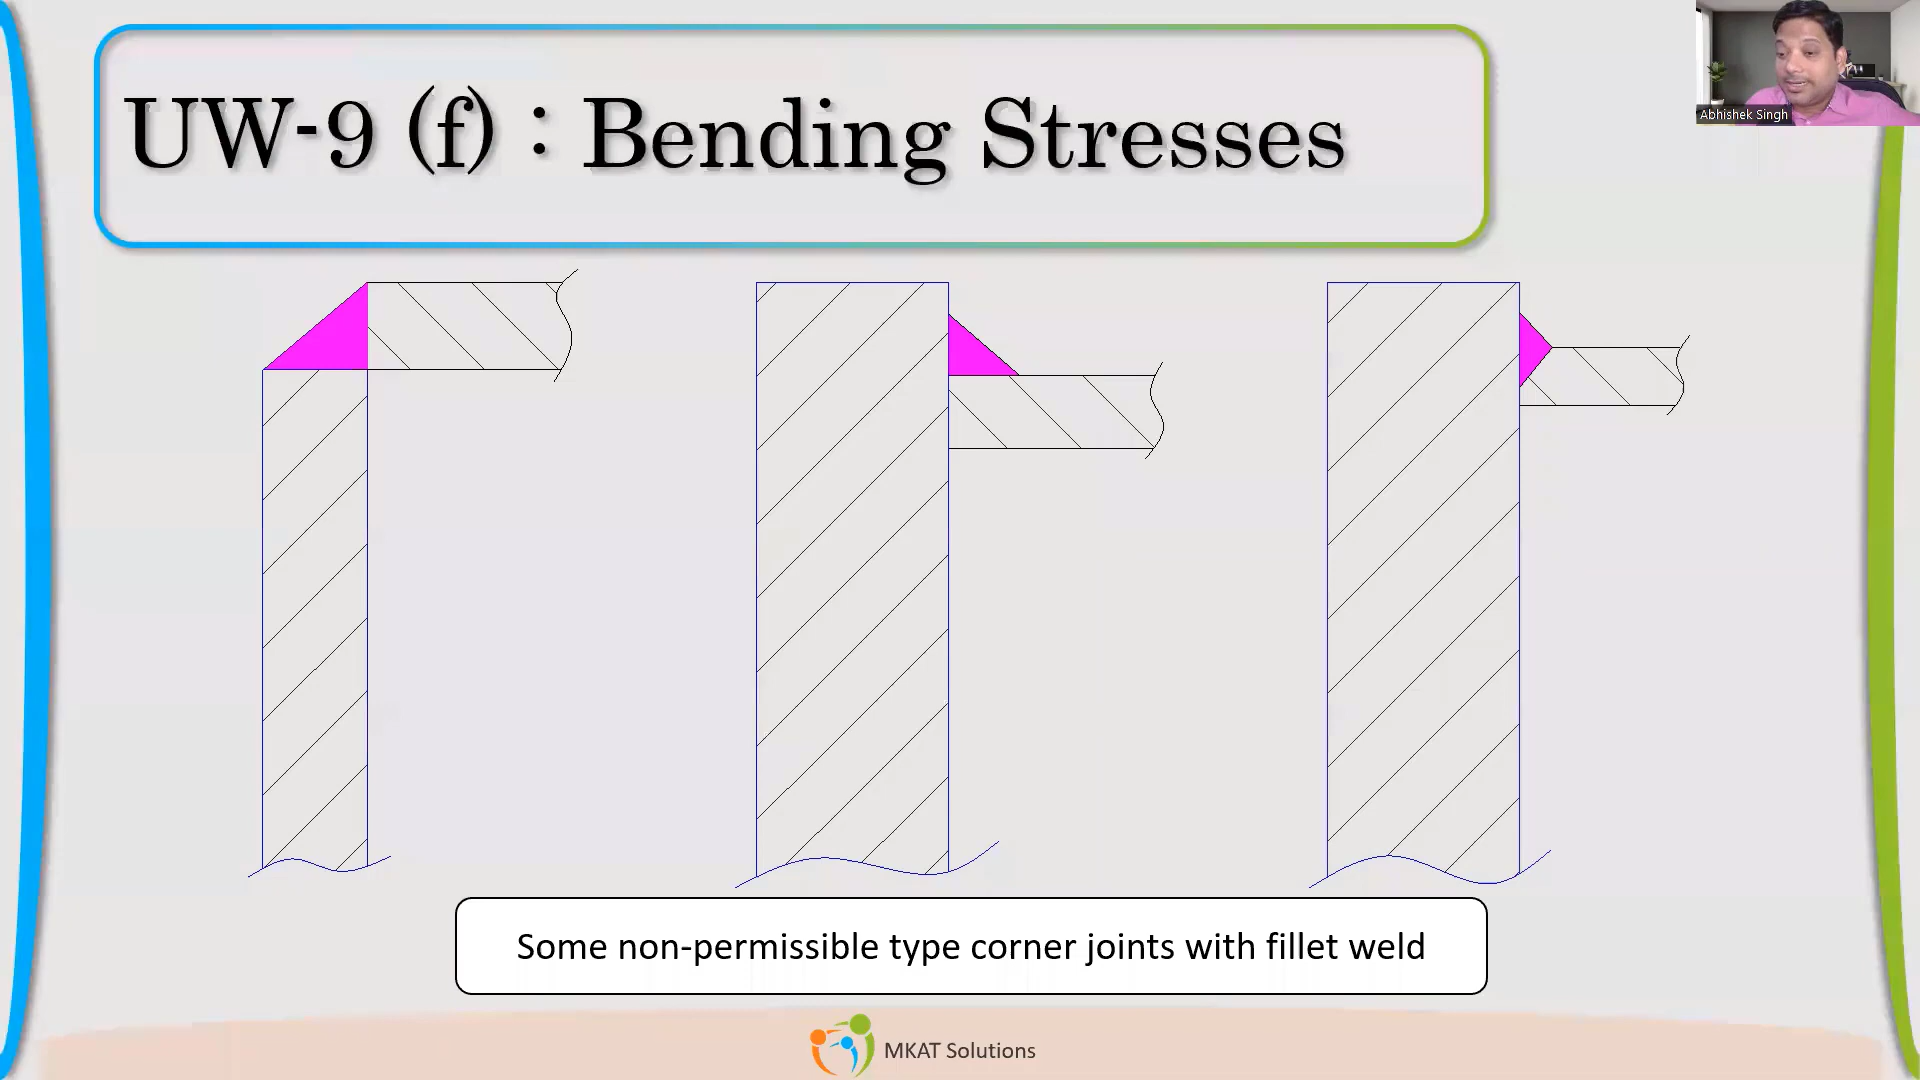 UW-9 (f) : Bending Stresses
Abhishek Singh
Some non-permissible type corner joints with fillet weld
MKAT Solutions